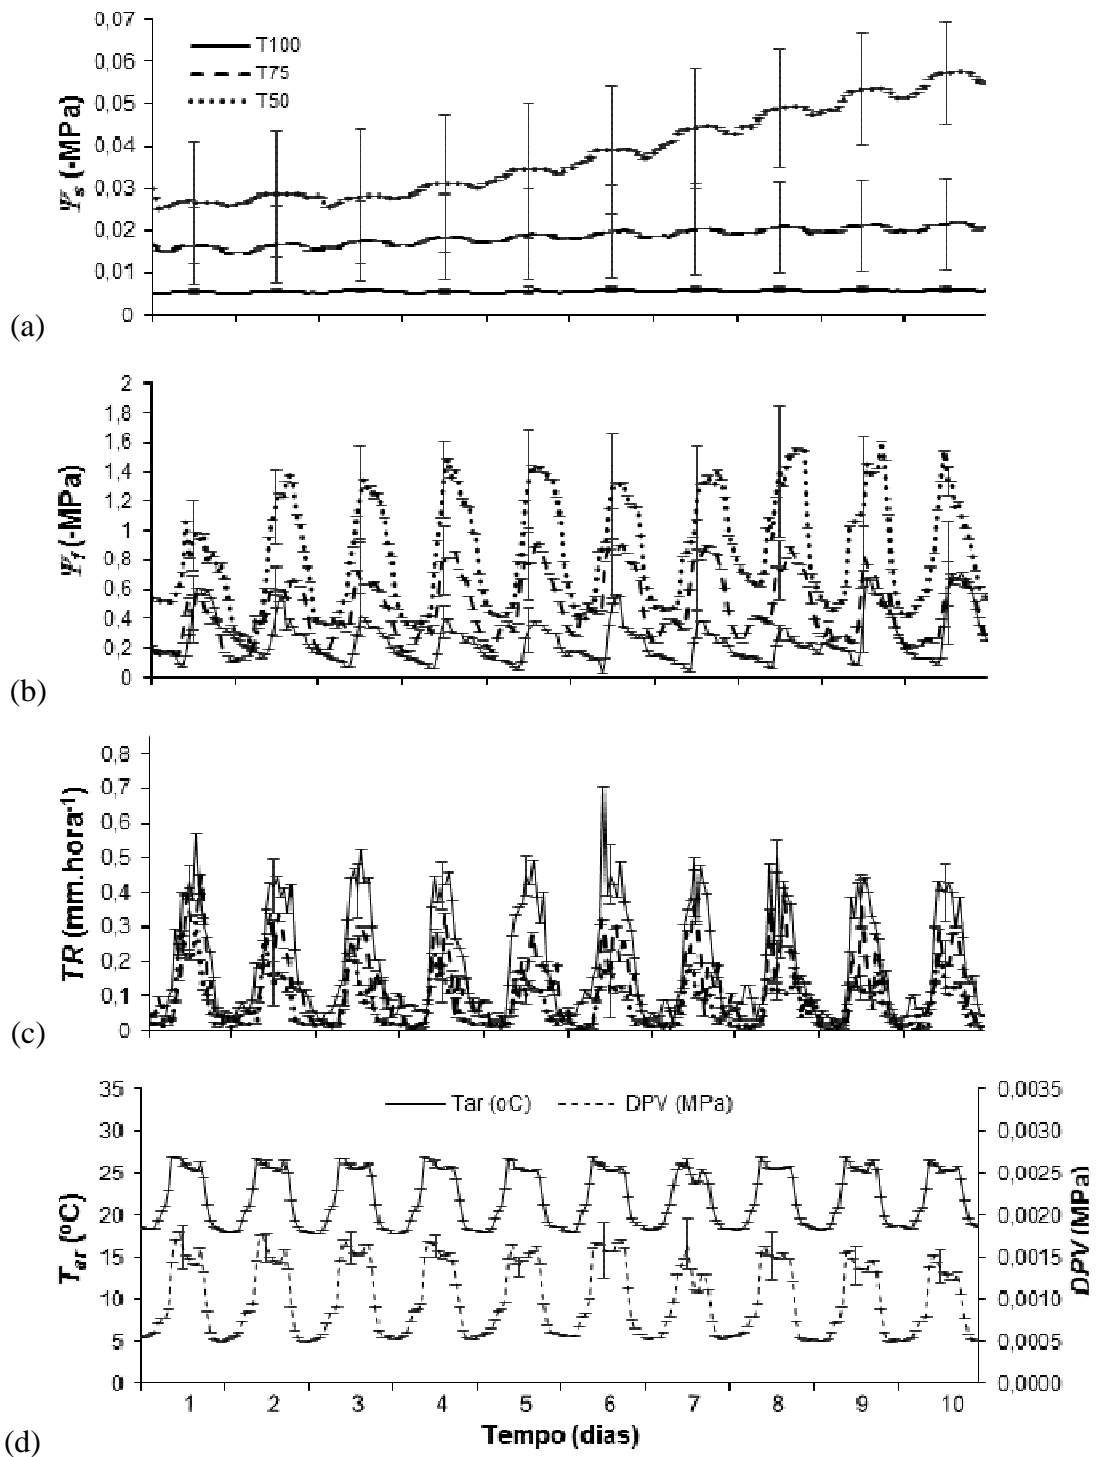 0,07
0,06
0,05
0,04
0,03
0,02
0,01
0
Ψs (-MPa)
T100
T75
T50
(a)
2
1,8
1,6
1,4
1,2
1
0,8
0,6
0,4
0,2
0
Ψf (-MPa)
(b)
0,8
0,7
0,6
0,5
0,4
0,3
0,2
0,1
0
TR (mm.hora⁻¹)
(c)
35
30
25
20
15
10
5
0
Tar (ºC)
Tar (oC)
DPV (MPa)
0,0035
0,0030
0,0025
0,0020
0,0015
0,0010
0,0005
0,0000
DPV (MPa)
1 2 3 4 5 6 7 8 9 10
Tempo (dias)
(d)